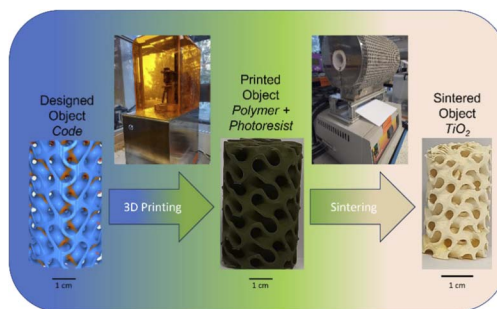 Designed
Object
Code
3D Printing
Printed
Object
Polymer +
Photoresist
Sintering
Sintered
Object
TiO₂
1 cm
1 cm
1 cm